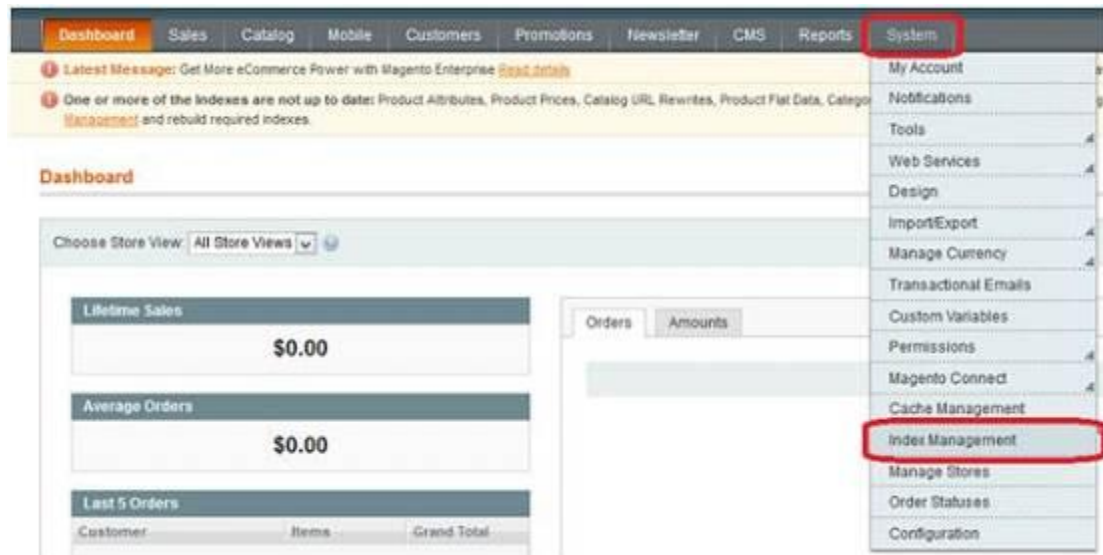 Dashboard Sales Catalog Mobile Customers Promotions Newsletter CMS Reports System
Latest Message: Get More eCommerce Power with Magento Enterprise Read details
One or more of the Indexes are not up to date: Product Attributes, Product Prices, Catalog URL Rewrites, Product Flat Data, Catego
Management and rebuild required indexes.
My Account
Notifications
Tools
Web Services
Design
Import/Export
Manage Currency
Transactional Emails
Custom Variables
Permissions
Magento Connect
Cache Management
Index Management
Manage Stores
Order Statuses
Configuration
Dashboard
Choose Store View: All Store Views
Lifetime Sales
$0.00
Average Orders
$0.00
Last 5 Orders
Customer Items Grand Total
Orders Amounts